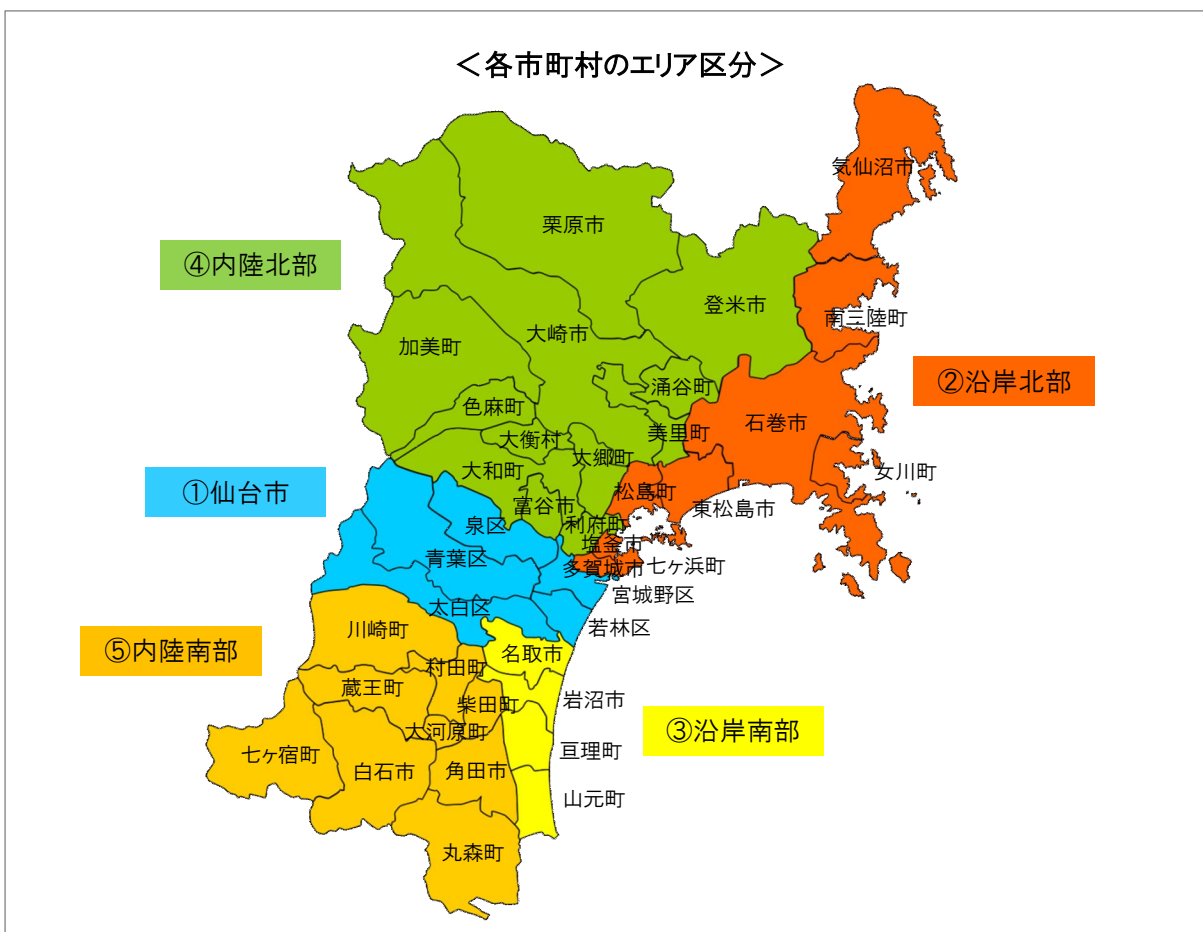 ＜各市町村のエリア区分＞
気仙沼市
栗原市
④内陸北部
登米市
南三陸町
大崎市
加美町
②沿岸北部
涌谷町
色麻町
石巻市
美里町
大衡村
大郷町
大和町
女川町
①仙台市
松島町
東松島市
富谷市
利府町
泉区
塩釜市
青葉区
多賀城市
七ヶ浜町
宮城野区
太白区
若林区
川崎町
⑤内陸南部
名取市
村田町
蔵王町
岩沼市
柴田町
大河原町
③沿岸南部
七ヶ宿町
亘理町
白石市
角田市
山元町
丸森町